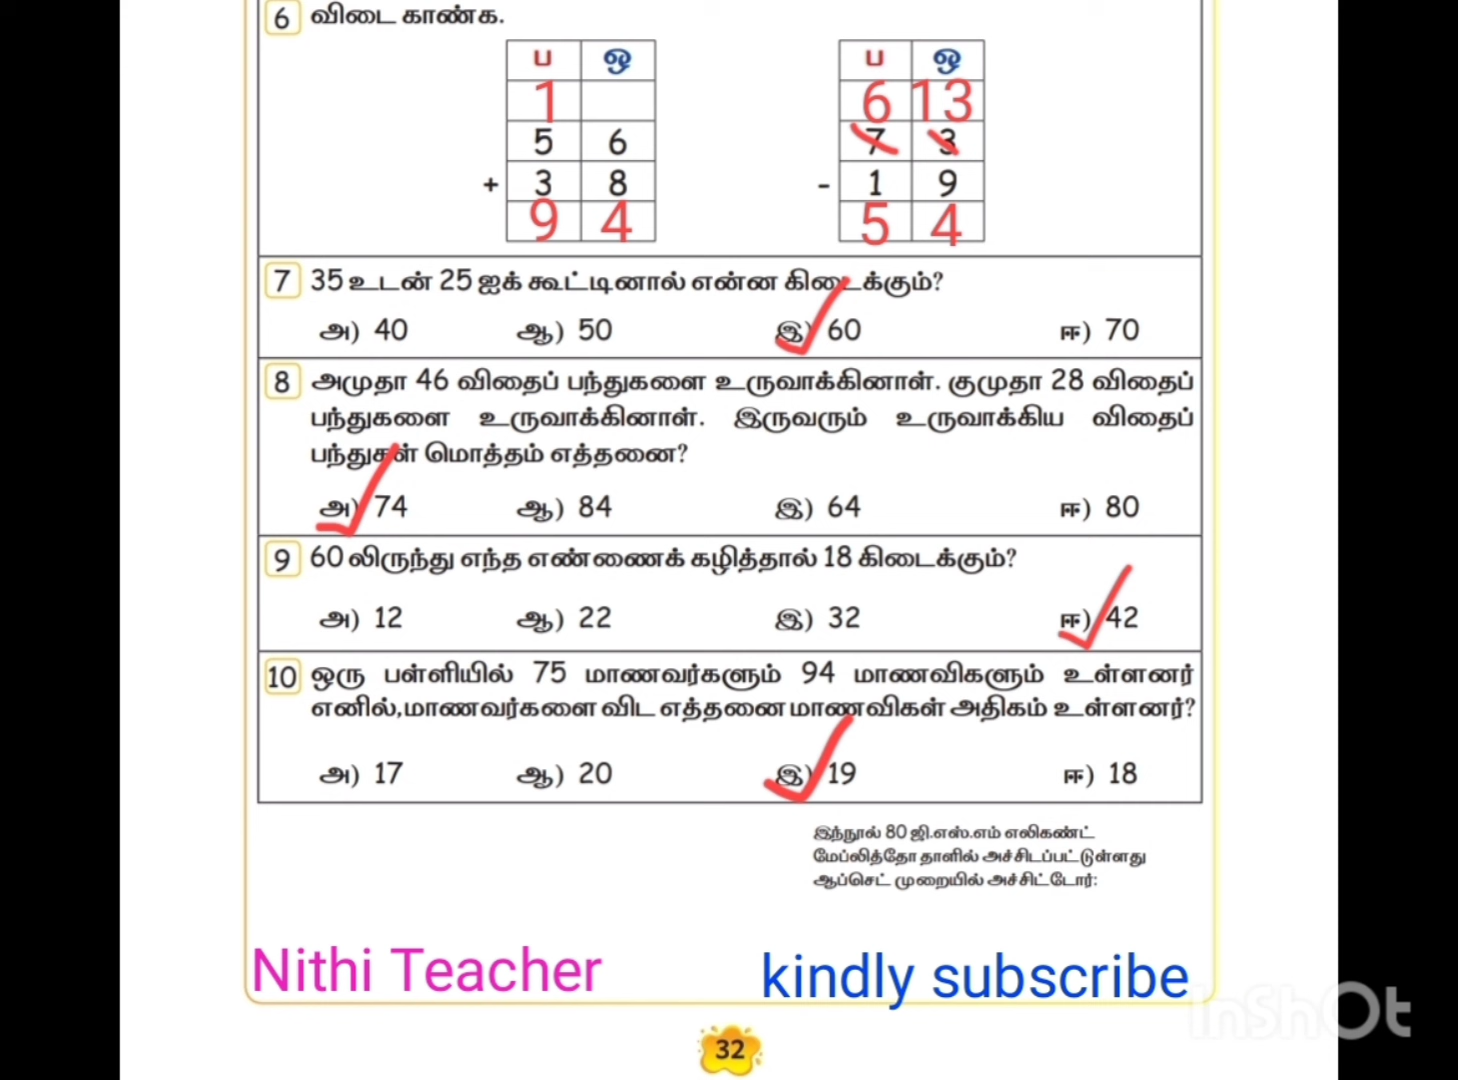 6 விடை காண்க.
ப ஒ ப ஒ
1 6 13
5 6 7 3
+ 3 8 - 1 9
9 4 5 4
7 35 உடன் 25 ஐக் கூட்டினால் என்ன கிடைக்கும்?
அ) 40 ஆ) 50 இ) 60 ஈ) 70
8 அமுதா 46 விதைப் பந்துகளை உருவாக்கினாள். குமுதா 28 விதைப்
பந்துகளை உருவாக்கினாள். இருவரும் உருவாக்கிய விதைப்
பந்துகள் மொத்தம் எத்தனை?
அ) 74 ஆ) 84 இ) 64 ஈ) 80
9 60 லிருந்து எந்த எண்ணைக் கழித்தால் 18 கிடைக்கும்?
அ) 12 ஆ) 22 இ) 32 ஈ) 42
10 ஒரு பள்ளியில் 75 மாணவர்களும் 94 மாணவிகளும் உள்ளனர்
எனில், மாணவர்களை விட எத்தனை மாணவிகள் அதிகம் உள்ளனர்?
அ) 17 ஆ) 20 இ) 19 ஈ) 18
இந்நூல் 80 ஜி.எஸ்.எம் எலிகண்ட்
மேப்லித்தோ தாளில் அச்சிடப்பட்டுள்ளது
ஆப்செட் முறையில் அச்சிட்டோர்:
Nithi Teacher kindly subscribe
InShOt
32